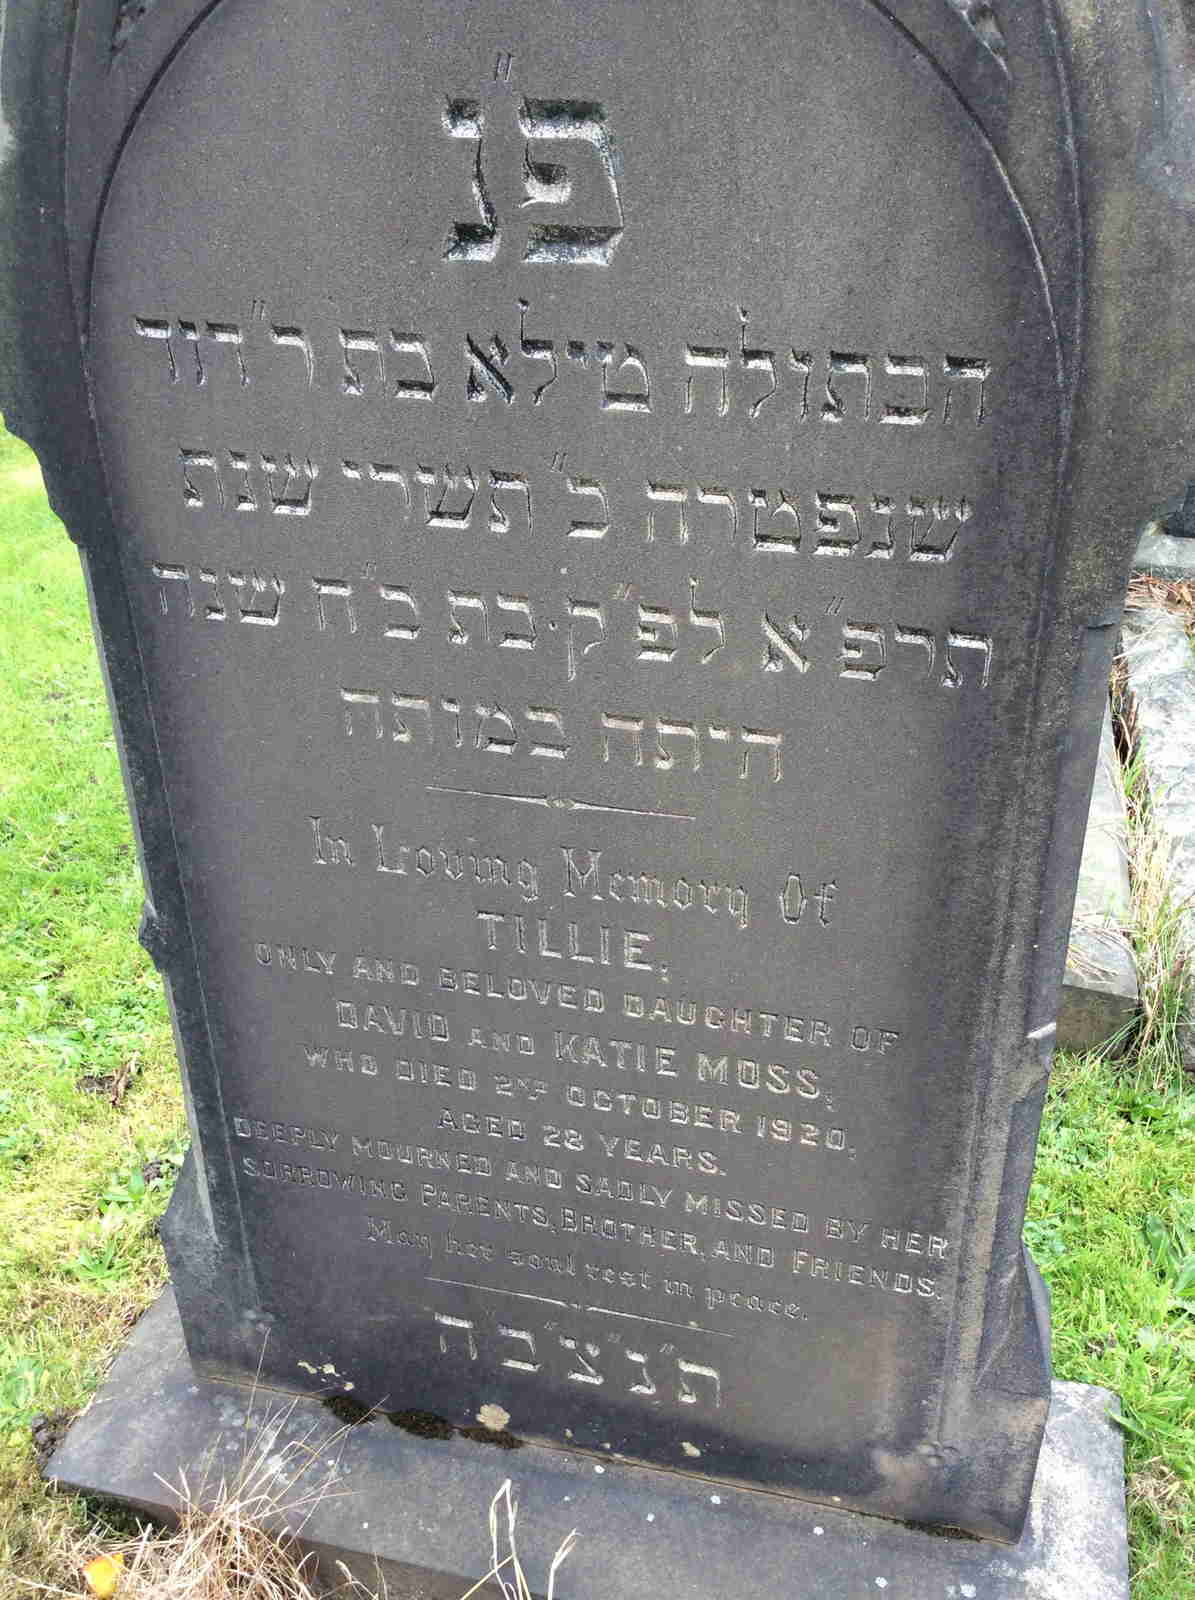 פ״נ
הבתולה טילא בת ר״ דוד
שנפטרה כ״ תשרי שנת
תרפ״א לפ״ק. בת כ״ח שנה
היתה במותה
In Loving Memory Of
TILLIE,
ONLY AND BELOVED DAUGHTER OF
DAVID AND KATIE MOSS,
WHO DIED 2ND OCTOBER 1920,
AGED 28 YEARS.
DEEPLY MOURNED AND SADLY MISSED BY HER
SORROWING PARENTS, BROTHER, AND FRIENDS.
May her soul rest in peace.
ת״נ״צ״ב״ה